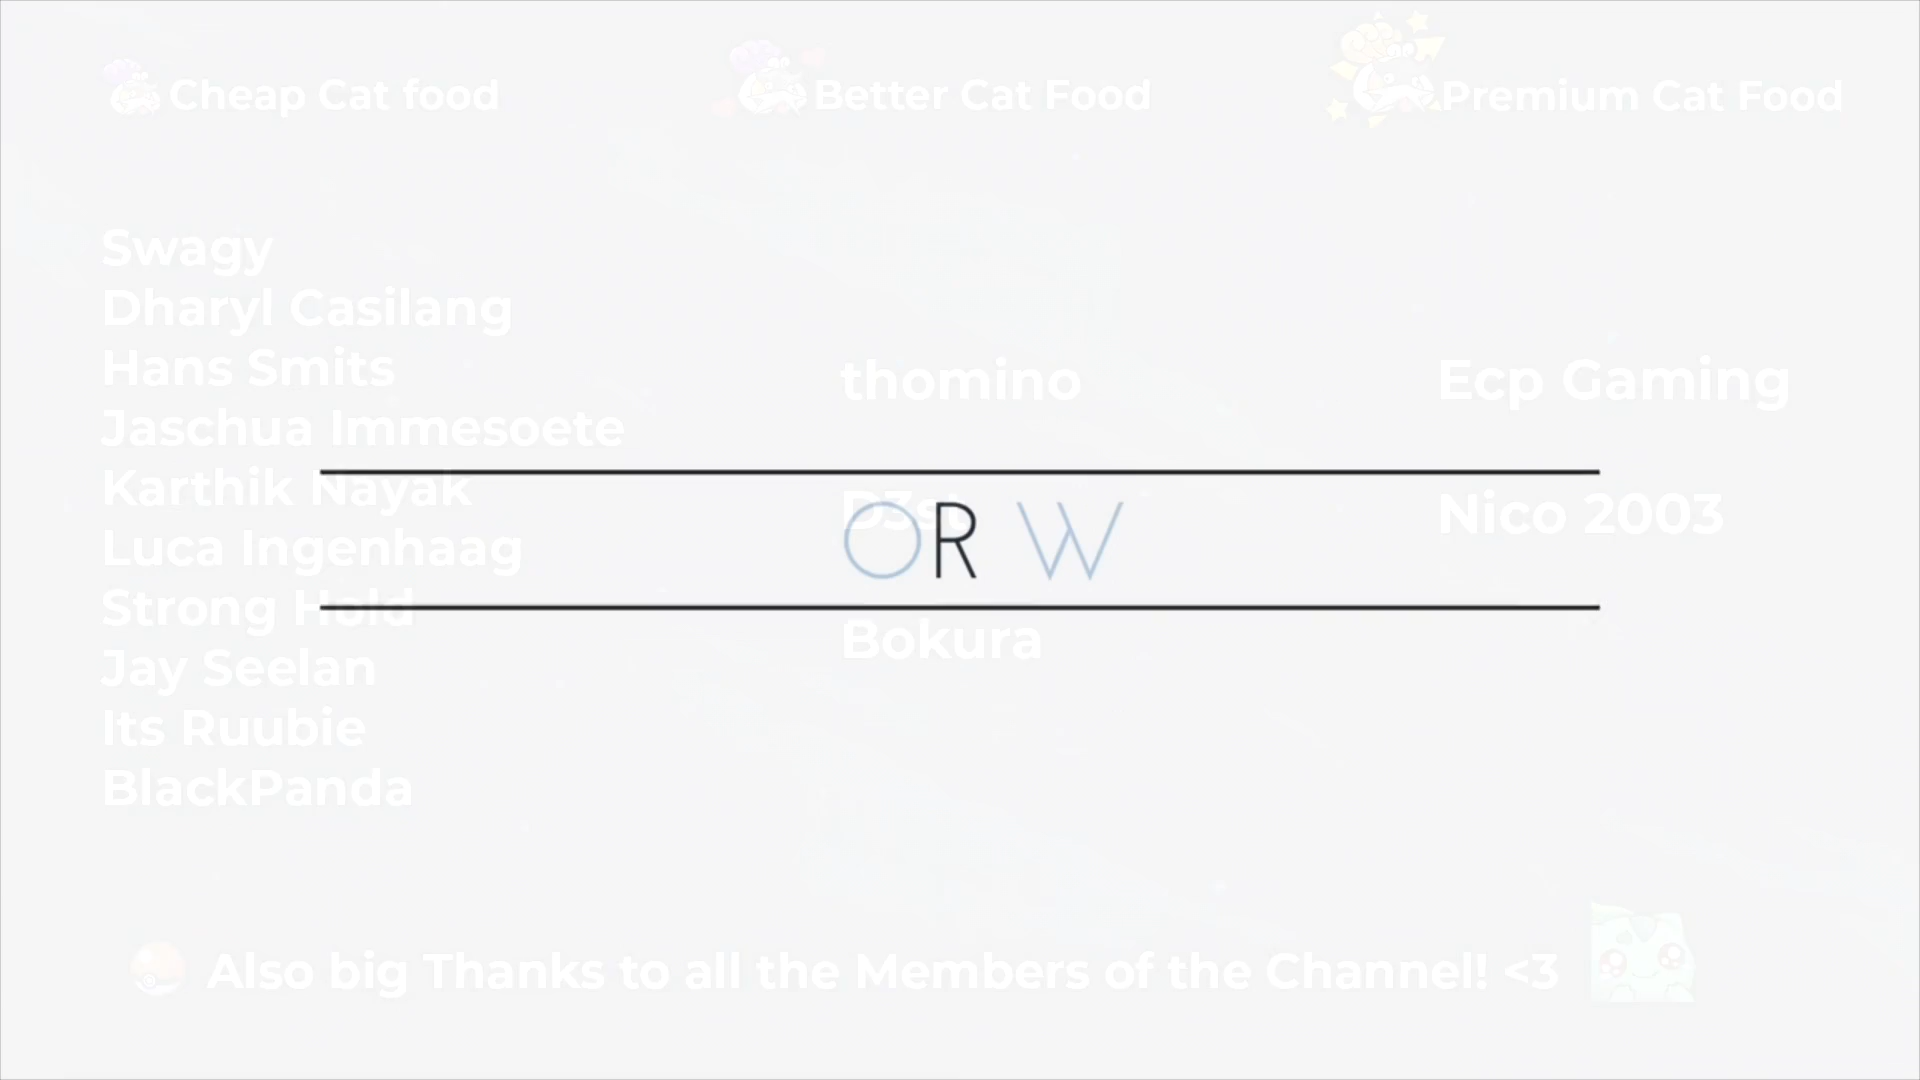 Cheap Cat food
Better Cat Food
Premium Cat Food
Swagy
Dharyl Casilang
Hans Smits
Jaschua Immesoete
Karthik Nayak
Luca Ingenhaag
Strong Hold
Jay Seelan
Its Ruubie
BlackPanda
thomino
D3st
Bokura
Ecp Gaming
Nico 2003
OR W
Also big Thanks to all the Members of the Channel! <3